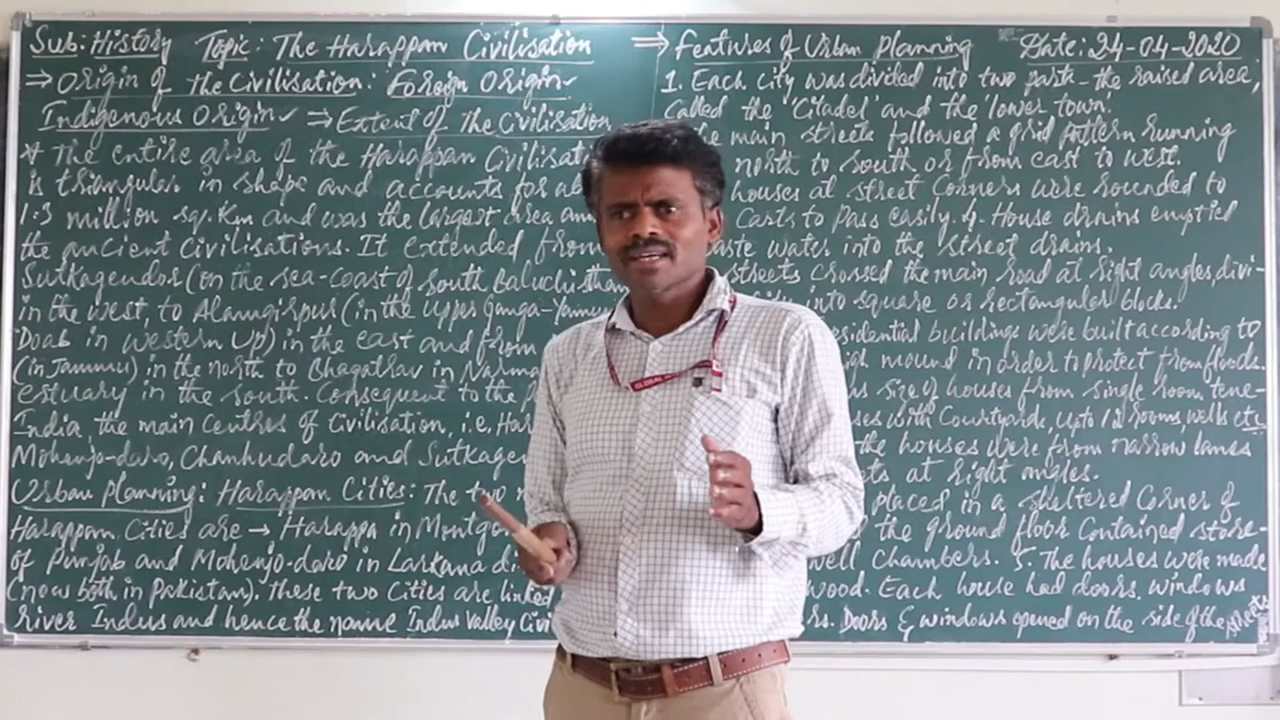 Sub: History Topic: The Harappan Civilisation
→ Origin of the Civilisation: Foreign Origin
Indigenous Origin ✓ → Extent of The Civilisation
* The entire area of the Harappan Civilisati
is triangular in shape and accounts for ab
1.3 million sq. Km and was the largest area am
the ancient Civilisations. It extended from
Sutkagendor (on the sea-coast of south Baluchisthan
in the west, to Alamgirpur (in the upper Ganga-Yamu
Doab in western Up) in the east and from
(in Jammu) in the north to Bhagatrav in Narma
estuary in the south. Consequent to the p
India the main centres of Civilisation, i.e, Har
Mohenjo-daro, Chanhudaro and Sutkage
Urban Planning: Harappan Cities: The two
Harappan Cities are → Harappa in Montgo
of Punjab and Mohenjo-daro in Larkana di
(now both in Pakistan). These two Cities are linked
river Indus and hence the name Indus Valley Civi
⇒ Features of Urban Planning Date: 24-04-2020
1. Each City was divided into two parts - the raised area,
called the 'Citadel' and the 'lower town'.
main streets followed a grid pattern running
north to south or from east to west.
houses at street Corners were rounded to
Carts to pass easily. 4. House drains emptied
aste water into the street drains.
streets crossed the main road at right angles, divi-
into square or rectangular blocks.
sidential buildings were built according to
igh mound in order to protect from floods.
size of houses from single room tene-
ses with Courtyards, upto 12 rooms, wells etc.
the houses were from narrow lanes
ts at right angles.
placed in a sheltered Corner of
the ground floor Contained store-
well Chambers. 5. The houses were made
wood. Each house had doors, windows
rs. Doors & windows opened on the side of the streets
GLOBAL